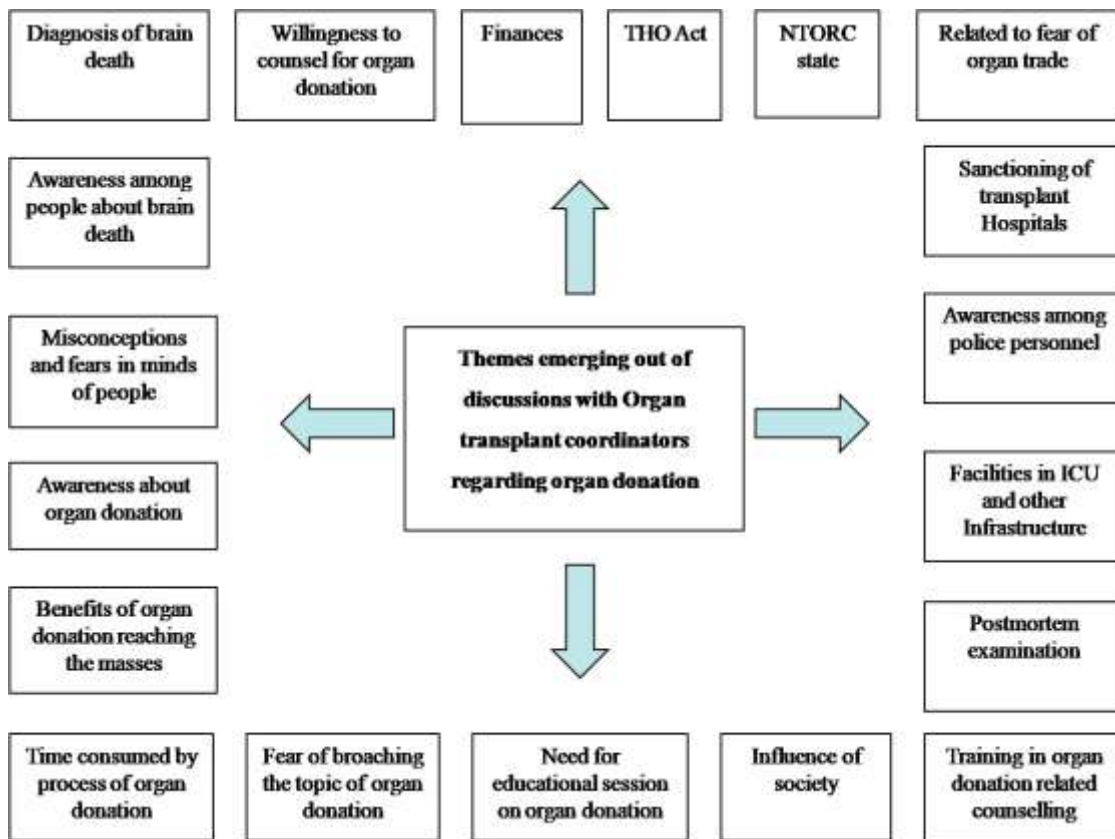 Diagnosis of brain
death
Willingness to
counsel for organ
donation
Finances
THO Act
NTORC
state
Related to fear of
organ trade
Awareness among
people about brain
death
Sanctioning of
transplant
Hospitals
Misconceptions
and fears in minds
of people
Themes emerging out of
discussions with Organ
transplant coordinators
regarding organ donation
Awareness among
police personnel
Awareness about
organ donation
Facilities in ICU
and other
Infrastructure
Benefits of organ
donation reaching
the masses
Postmortem
examination
Time consumed by
process of organ
donation
Fear of broaching
the topic of organ
donation
Need for
educational session
on organ donation
Influence of
society
Training in organ
donation related
counselling